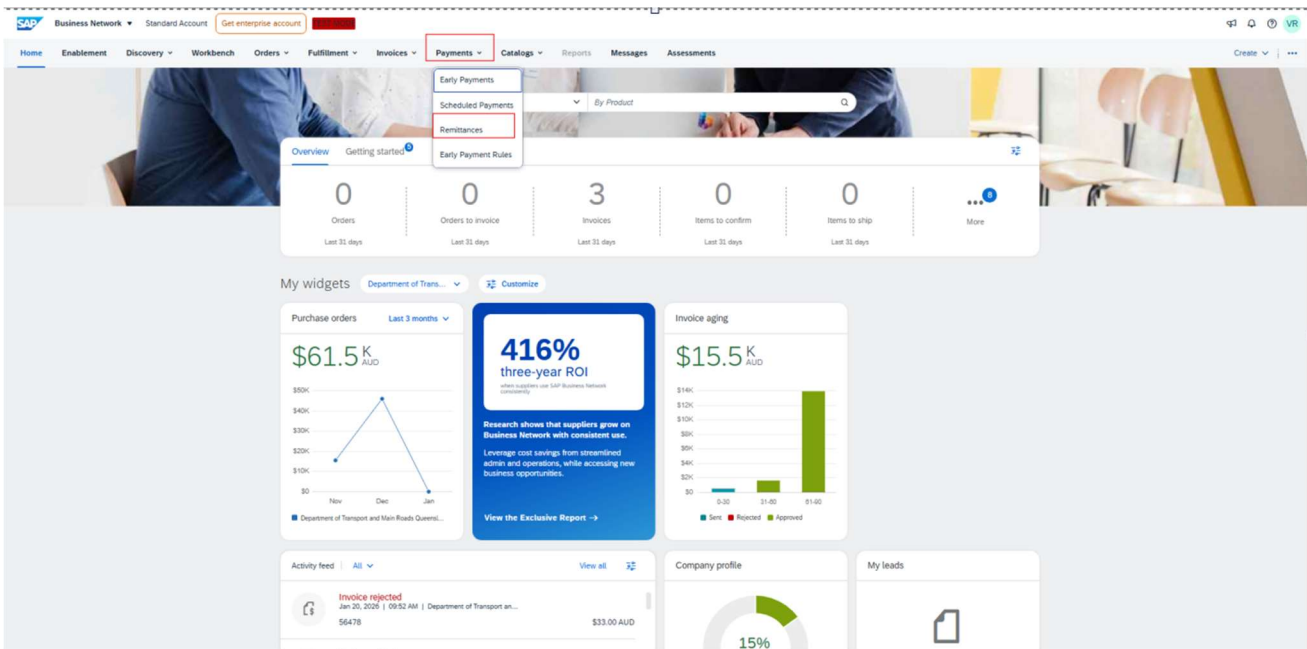 SAP Business Network Standard Account Get enterprise account VR
Home Enablement Discovery Workbench Orders Fulfillment Invoices Payments Catalogs Reports Messages Assessments Create
Early Payments
Scheduled Payments
Remittances
Early Payment Rules
By Product
Overview Getting started 5
0 0 3 0 0 ... 8
Orders Orders to invoice Invoices Items to confirm Items to ship More
Last 31 days Last 31 days Last 31 days Last 31 days Last 31 days
My widgets Department of Trans... Customize
Purchase orders Last 3 months
$61.5 K AUD
$50K
$40K
$30K
$20K
$10K
$0
Nov Dec Jan
Department of Transport and Main Roads Queensl...
416%
three-year ROI
when suppliers use SAP Business Network
consistently
Research shows that suppliers grow on
Business Network with consistent use.
Leverage cost savings from streamlined
admin and operations, while accessing new
business opportunities.
View the Exclusive Report →
Invoice aging
$15.5 K AUD
$14K
$12K
$10K
$8K
$6K
$4K
$2K
$0
0-30 31-60 61-90
Sent Rejected Approved
Activity feed All View all
Invoice rejected
Jan 20, 2026 | 09:52 AM | Department of Transport an...
56478 $33.00 AUD
Company profile
15%
My leads